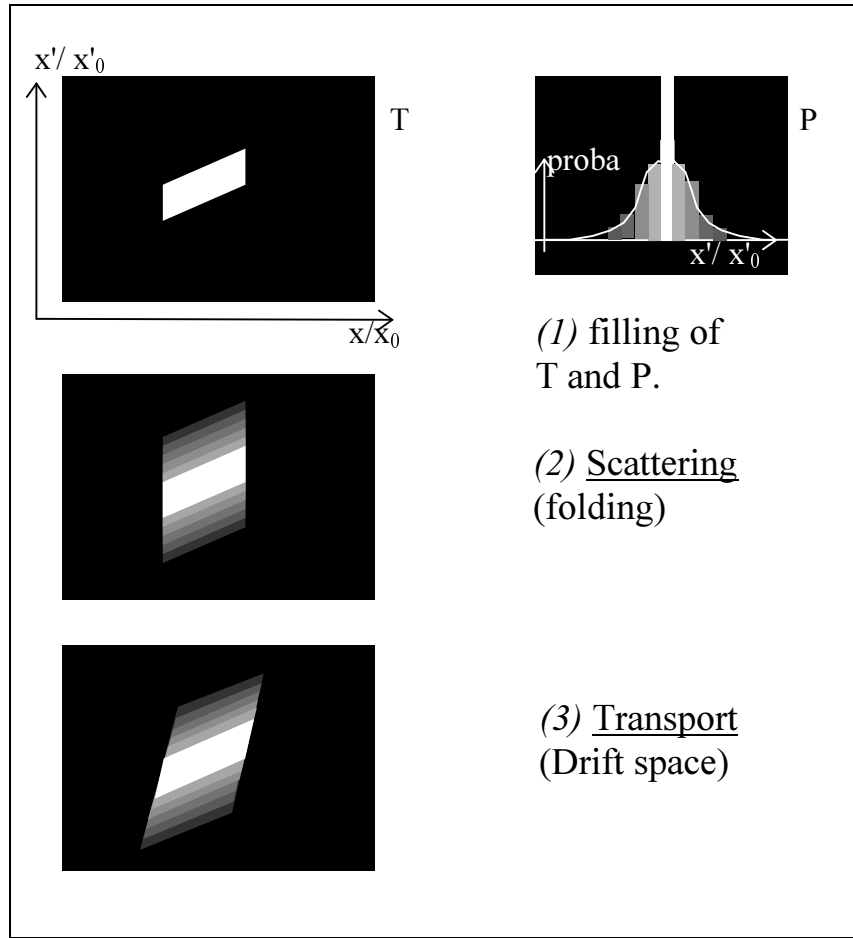 x'/ x'₀
T
x/x₀
P
proba
x'/ x'₀
(1) filling of
T and P.
(2) Scattering
(folding)
(3) Transport
(Drift space)